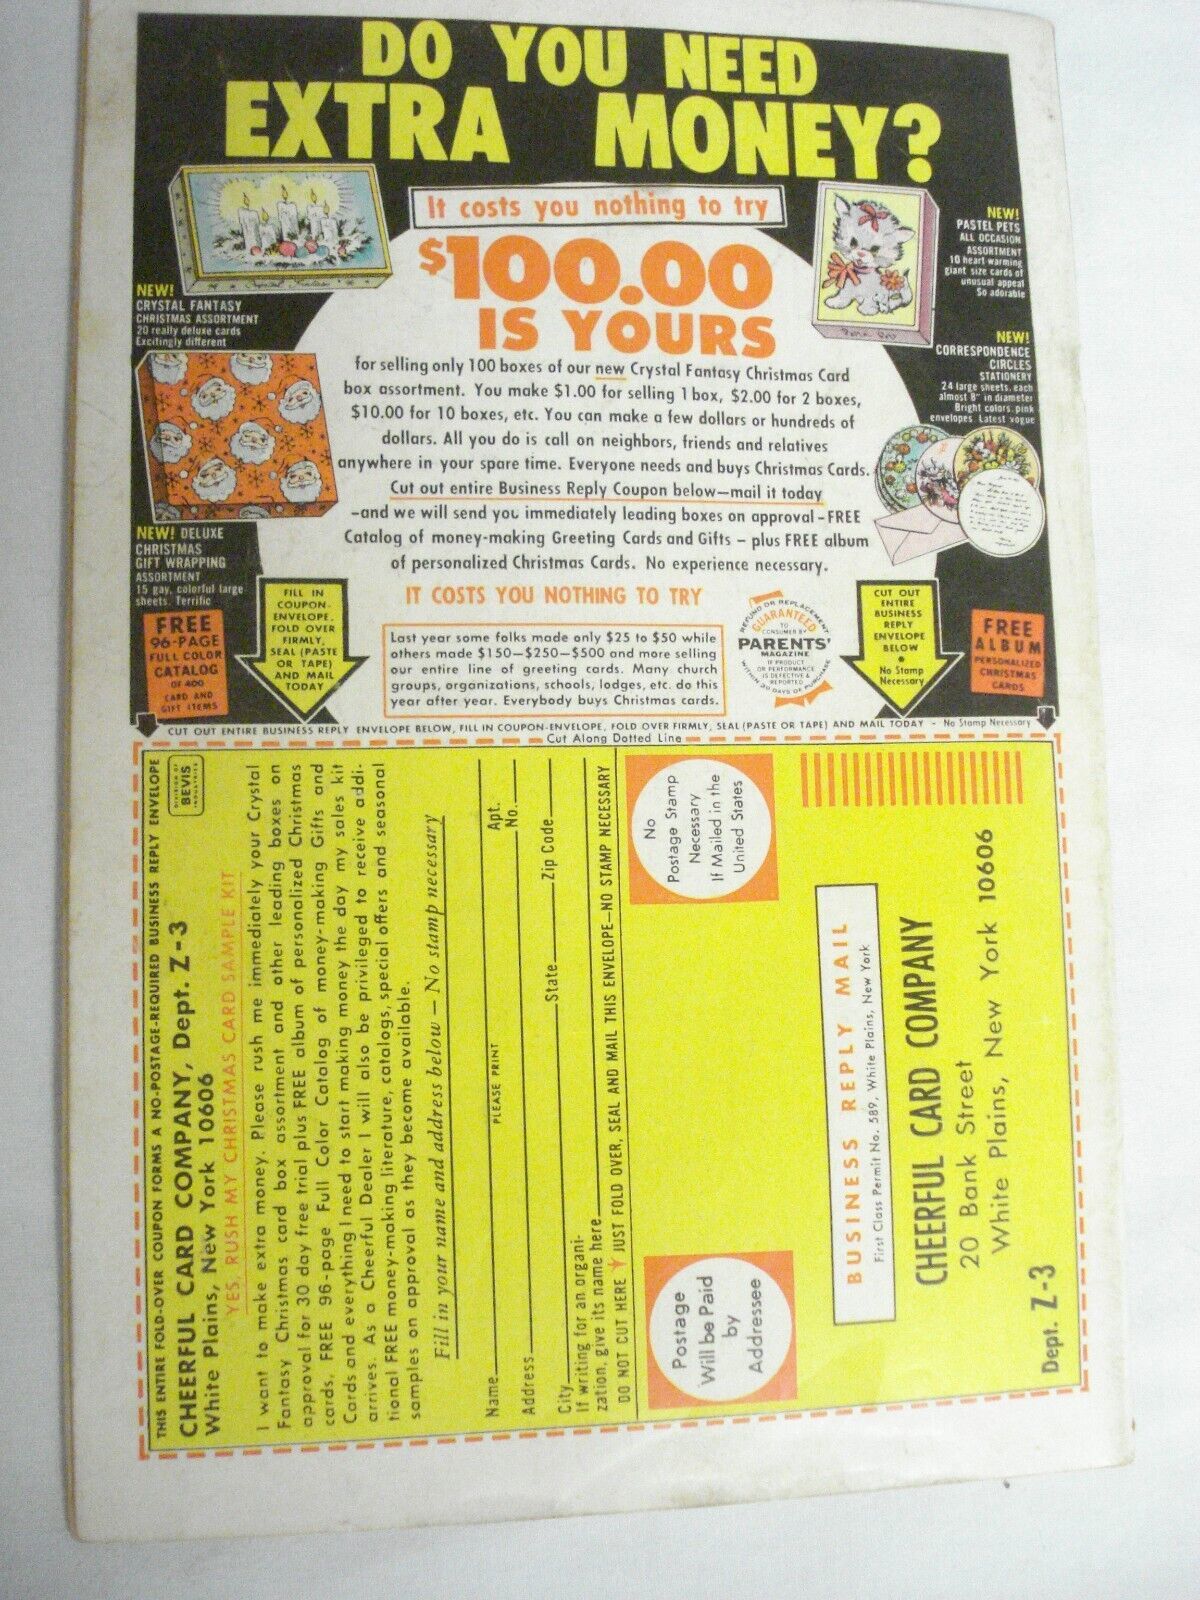 DO YOU NEED
EXTRA MONEY?
It costs you nothing to try
$100.00
IS YOURS
for selling only 100 boxes of our new Crystal Fantasy Christmas Card
box assortment. You make $1.00 for selling 1 box, $2.00 for 2 boxes,
$10.00 for 10 boxes, etc. You can make a few dollars or hundreds of
dollars. All you do is call on neighbors, friends and relatives
anywhere in your spare time. Everyone needs and buys Christmas Cards.
Cut out entire Business Reply Coupon below—mail it today
-and we will send you immediately leading boxes on approval-FREE
Catalog of money-making Greeting Cards and Gifts - plus FREE album
of personalized Christmas Cards. No experience necessary.
IT COSTS YOU NOTHING TO TRY
Crystal Fantasy
NEW!
CRYSTAL FANTASY
CHRISTMAS ASSORTMENT
20 really deluxe cards
Excitingly different
NEW! DELUXE
CHRISTMAS
GIFT WRAPPING
ASSORTMENT
15 gay, colorful large
sheets. Terrific
NEW!
PASTEL PETS
ALL OCCASION
ASSORTMENT
10 heart warming
giant size cards of
unusual appeal
So adorable
NEW!
CORRESPONDENCE
CIRCLES
STATIONERY
24 large sheets, each
almost 8" in diameter
Bright colors, pink
envelopes. Latest vogue
FREE
96-PAGE
FULL COLOR
CATALOG
OF 400
CARD AND
GIFT ITEMS
FILL IN
COUPON-
ENVELOPE,
FOLD OVER
FIRMLY,
SEAL (PASTE
OR TAPE)
AND MAIL
TODAY
Last year some folks made only $25 to $50 while
others made $150—$250—$500 and more selling
our entire line of greeting cards. Many church
groups, organizations, schools, lodges, etc. do this
year after year. Everybody buys Christmas cards.
REFUND OR REPLACEMENT
GUARANTEED
TO
CONSUMER BY
PARENTS'
MAGAZINE
IF PRODUCT
OR PERFORMANCE
IS DEFECTIVE &
REPORTED
WITHIN 30 DAYS OF PURCHASE
CUT OUT
ENTIRE
BUSINESS
REPLY
ENVELOPE
BELOW
No Stamp
Necessary
FREE
ALBUM
PERSONALIZED
CHRISTMAS
CARDS
CUT OUT ENTIRE BUSINESS REPLY ENVELOPE BELOW, FILL IN COUPON-ENVELOPE, FOLD OVER FIRMLY, SEAL (PASTE OR TAPE) AND MAIL TODAY - No Stamp Necessary
Cut Along Dotted Line
THIS ENTIRE FOLD-OVER COUPON FORMS A NO-POSTAGE-REQUIRED BUSINESS REPLY ENVELOPE
CHEERFUL CARD COMPANY, Dept. Z-3
White Plains, New York 10606
DIVISION OF
BEVIS
INDUSTRIES
YES, RUSH MY CHRISTMAS CARD SAMPLE KIT
I want to make extra money. Please rush me immediately your Crystal
Fantasy Christmas card box assortment and other leading boxes on
approval for 30 day free trial plus FREE album of personalized Christmas
cards, FREE 96-page Full Color Catalog of money-making Gifts and
Cards and everything I need to start making money the day my sales kit
arrives. As a Cheerful Dealer I will also be privileged to receive addi-
tional FREE money-making literature, catalogs, special offers and seasonal
samples on approval as they become available.
Fill in your name and address below — No stamp necessary
Name
PLEASE PRINT
Address
Apt.
No.
City
State
Zip Code
If writing for an organi-
zation, give its name here
DO NOT CUT HERE JUST FOLD OVER, SEAL AND MAIL THIS ENVELOPE—NO STAMP NECESSARY
Postage
Will be Paid
by
Addressee
No
Postage Stamp
Necessary
If Mailed in the
United States
BUSINESS REPLY MAIL
First Class Permit No. 589, White Plains, New York
CHEERFUL CARD COMPANY
20 Bank Street
White Plains, New York 10606
Dept. Z-3